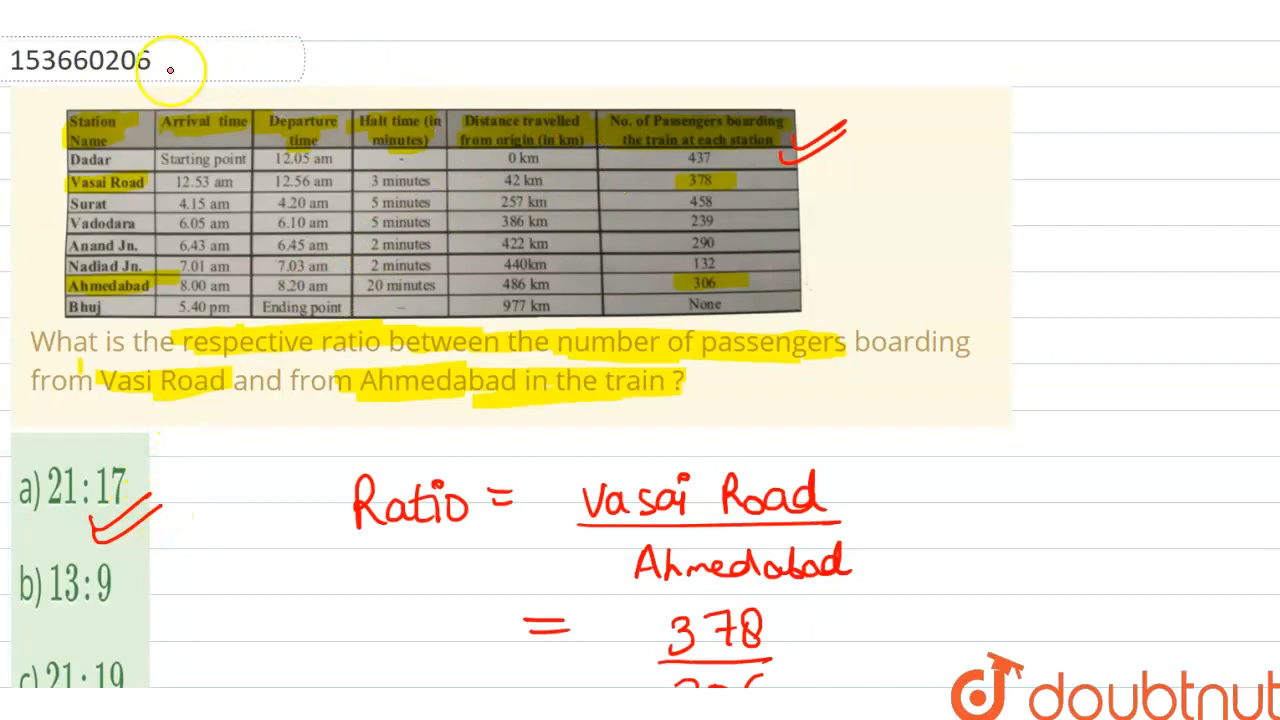 153660206
Station Name Arrival time Departure time Halt time (in minutes) Distance travelled from origin (in km) No. of Passengers boarding the train at each station
Dadar Starting point 12.05 am - 0 km 437
Vasai Road 12.53 am 12.56 am 3 minutes 42 km 378
Surat 4.15 am 4.20 am 5 minutes 257 km 458
Vadodara 6.05 am 6.10 am 5 minutes 386 km 239
Anand Jn. 6.43 am 6.45 am 2 minutes 422 km 290
Nadiad Jn. 7.01 am 7.03 am 2 minutes 440km 132
Ahmedabad 8.00 am 8.20 am 20 minutes 486 km 306
Bhuj 5.40 pm Ending point – 977 km None
What is the respective ratio between the number of passengers boarding
from Vasi Road and from Ahmedabad in the train ?
a) 21 : 17
b) 13 : 9
c) 21 : 19
Ratio = Vasai Road
Ahmedabad
= 378
306
doubtnut